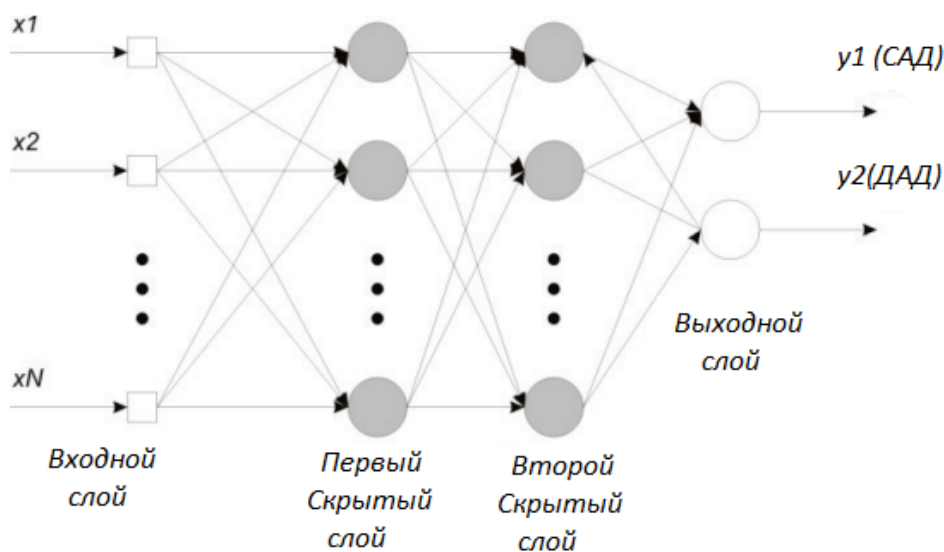 x1
y1 (САД)
x2
y2(ДАД)
Выходной
слой
xN
Входной
слой
Первый
Скрытый
слой
Второй
Скрытый
слой